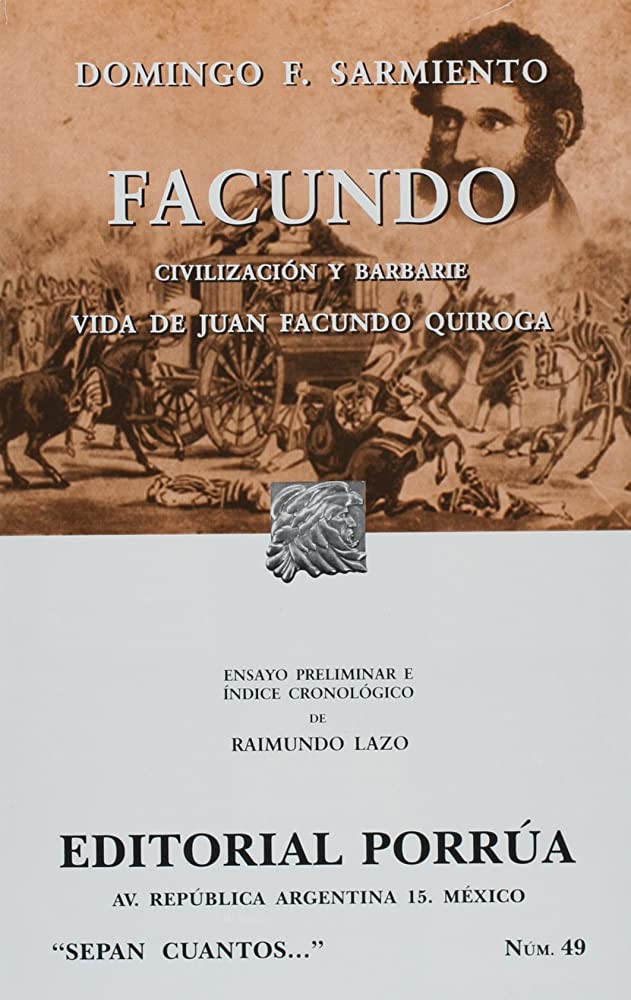 DOMINGO F. SARMIENTO
FACUNDO
CIVILIZACIÓN Y BARBARIE
VIDA DE JUAN FACUNDO QUIROGA
ENSAYO PRELIMINAR E
ÍNDICE CRONOLÓGICO
DE
RAIMUNDO LAZO
EDITORIAL PORRÚA
AV. REPÚBLICA ARGENTINA 15. MÉXICO
“SEPAN CUANTOS...” NÚM. 49